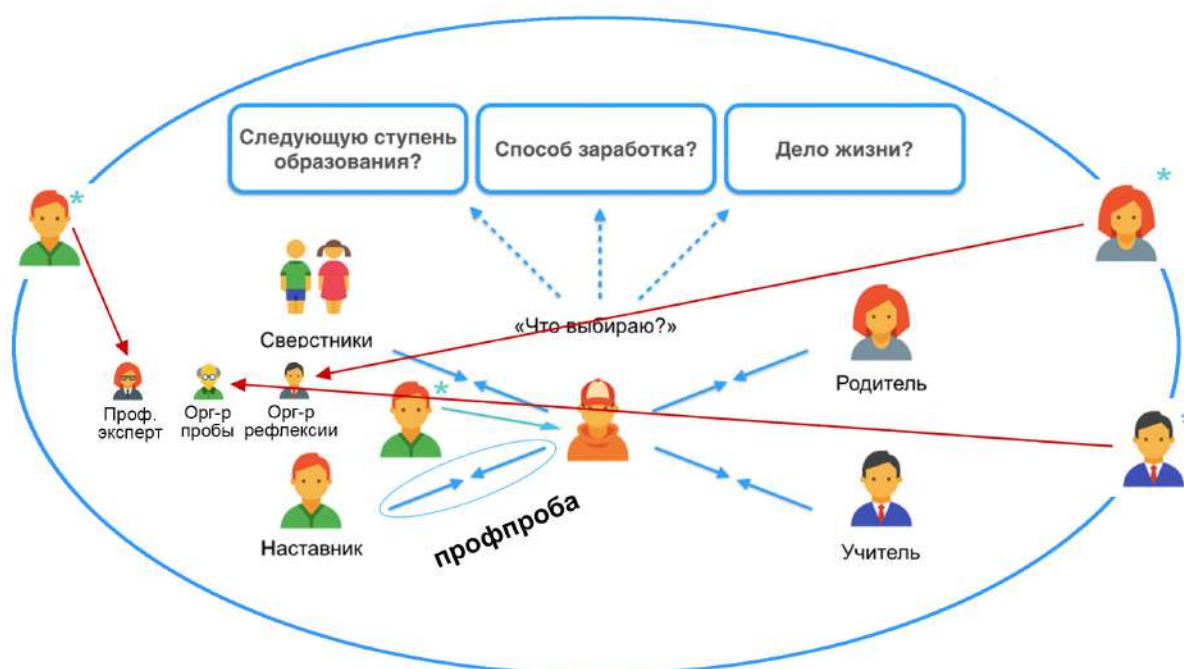 Следующую ступень
образования?
Способ заработка?
Дело жизни?
*
*
«Что выбираю?»
Сверстники
Родитель
*
*
Проф.
эксперт
Орг-р
пробы
Орг-р
рефлексии
профпроба
Наставник
Учитель